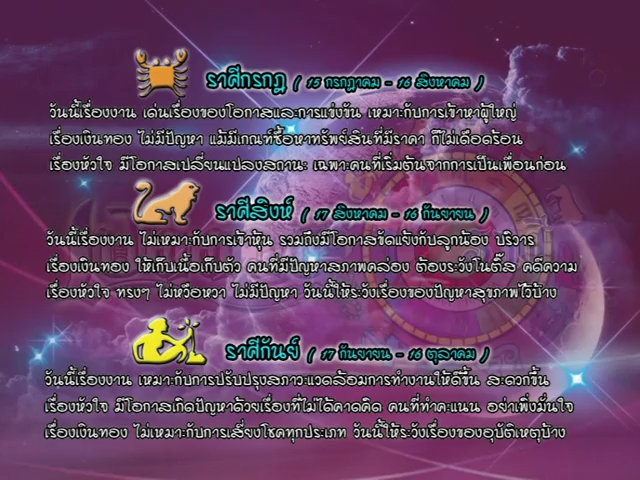 ราศีกรกฎ ( 15 กรกฎาคม - 16 สิงหาคม )
วันนี้เรื่องงาน เด่นเรื่องของโอกาสและการแข่งขัน เหมาะกับการเข้าหาผู้ใหญ่
เรื่องเงินทอง ไม่มีปัญหา แม้มีเกณฑ์ซื้อหาทรัพย์สินที่มีราคา ก็ไม่เดือดร้อน
เรื่องหัวใจ มีโอกาสเปลี่ยนแปลงสถานะ เฉพาะคนที่เริ่มต้นจากการเป็นเพื่อนก่อน
ราศีสิงห์ ( 17 สิงหาคม - 16 กันยายน )
วันนี้เรื่องงาน ไม่เหมาะกับการเข้าหุ้น รวมถึงมีโอกาสขัดแย้งกับลูกน้อง บริวาร
เรื่องเงินทอง ให้เก็บเนื้อเก็บตัว คนที่มีปัญหาสภาพคล่อง ต้องระวังโนติ๊ส คดีความ
เรื่องหัวใจ ทรงๆ ไม่หวือหวา ไม่มีปัญหา วันนี้ให้ระวังเรื่องของปัญหาสุขภาพไว้บ้าง
ราศีกันย์ ( 17 กันยายน - 16 ตุลาคม )
วันนี้เรื่องงาน เหมาะกับการปรับปรุงสภาวะแวดล้อมการทำงานให้ดีขึ้น สะดวกขึ้น
เรื่องหัวใจ มีโอกาสเกิดปัญหาด้วยเรื่องที่ไม่ได้คาดคิด คนที่ทำคะแนน อย่าเพิ่งมั่นใจ
เรื่องเงินทอง ไม่เหมาะกับการเสี่ยงโชคทุกประเภท วันนี้ให้ระวังเรื่องของอุบัติเหตุบ้าง